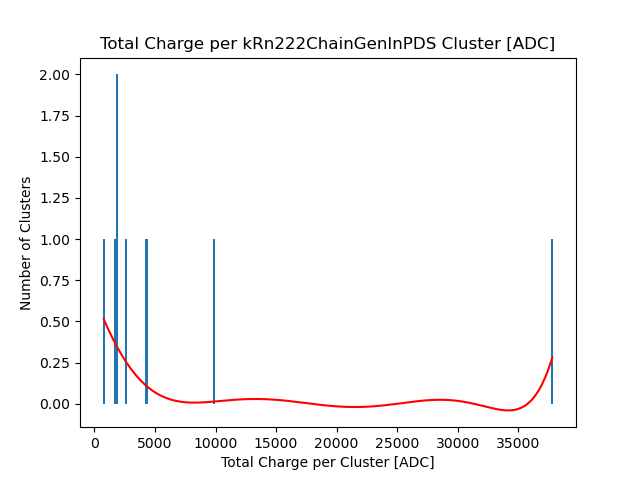 Total Charge per kRn222ChainGenInPDS Cluster [ADC]
2.00
1.75
1.50
1.25
1.00
0.75
0.50
0.25
0.00
Number of Clusters
0 5000 10000 15000 20000 25000 30000 35000
Total Charge per Cluster [ADC]